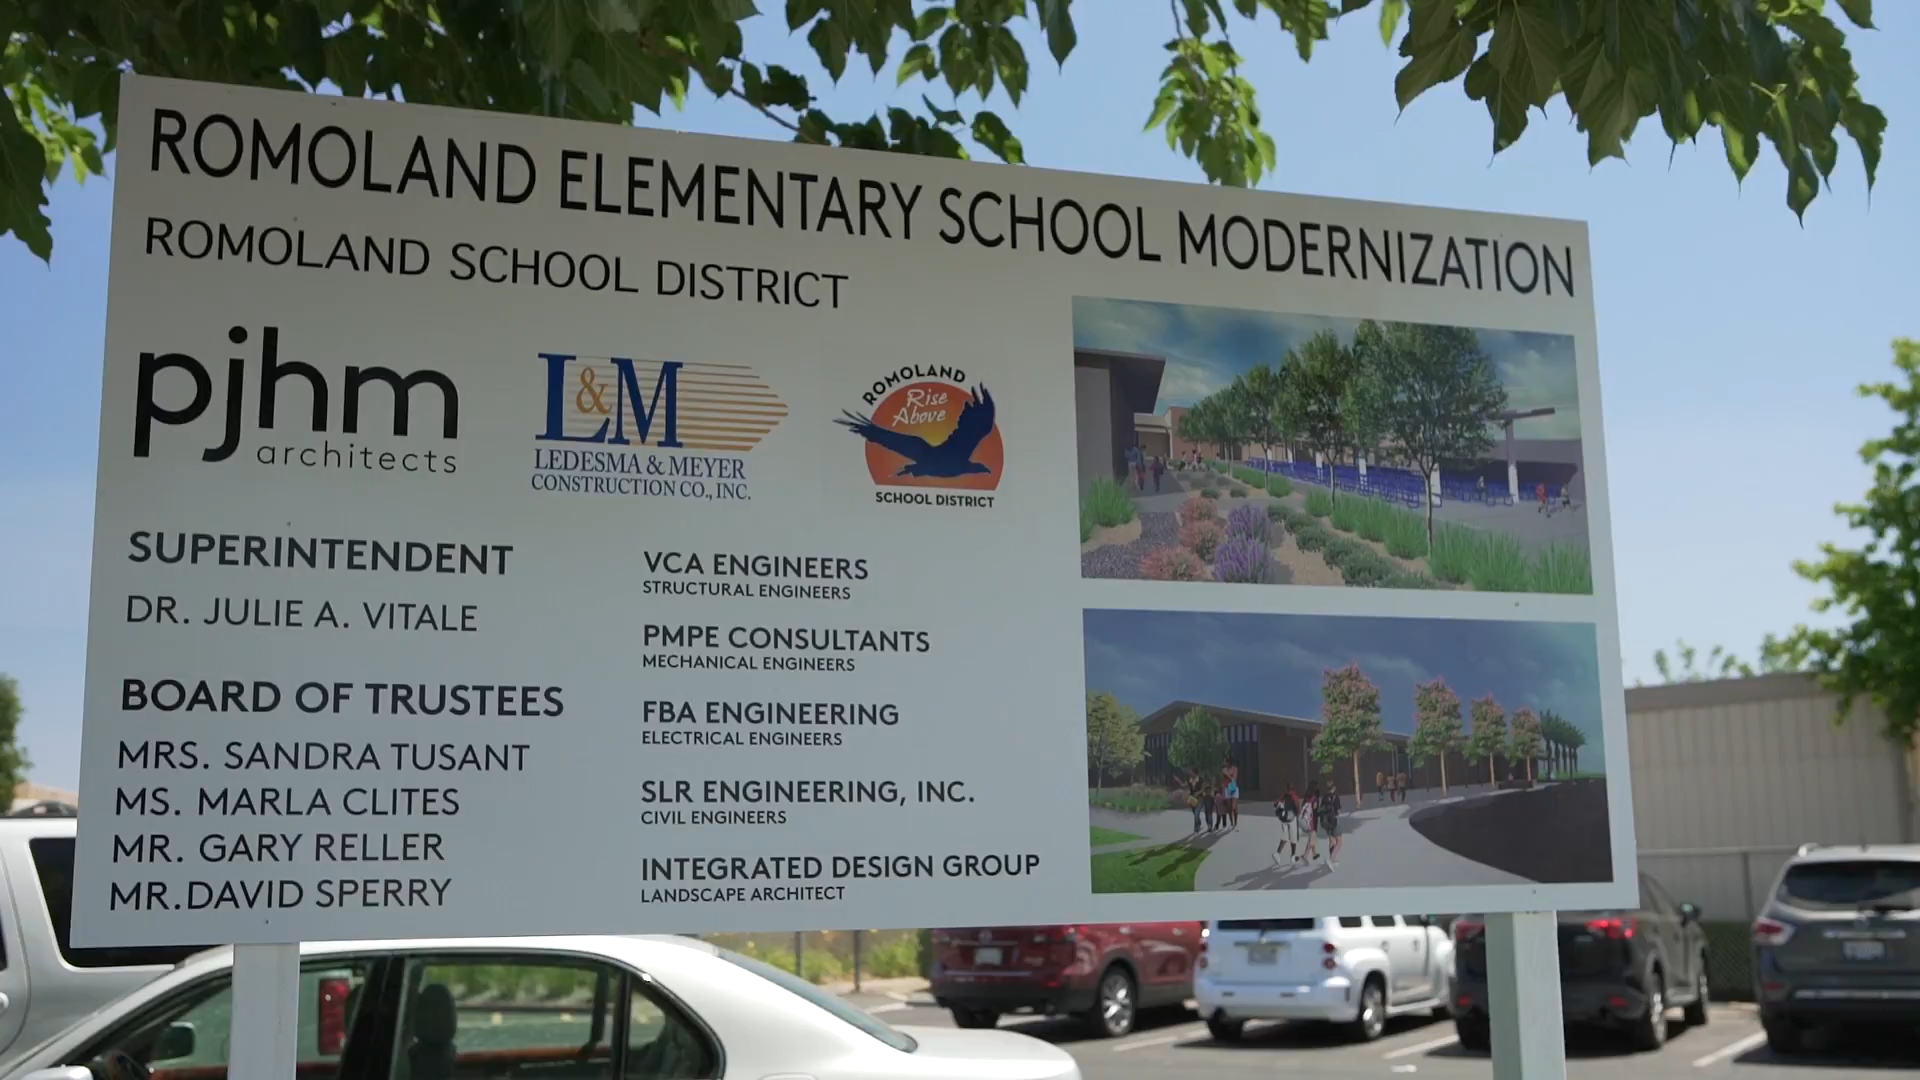 ROMOLAND ELEMENTARY SCHOOL MODERNIZATION
ROMOLAND SCHOOL DISTRICT
pjhm
architects
L&M
LEDESMA & MEYER
CONSTRUCTION CO., INC.
ROMOLAND
Rise
Above
SCHOOL DISTRICT
SUPERINTENDENT
DR. JULIE A. VITALE
BOARD OF TRUSTEES
MRS. SANDRA TUSANT
MS. MARLA CLITES
MR. GARY RELLER
MR.DAVID SPERRY
VCA ENGINEERS
STRUCTURAL ENGINEERS
PMPE CONSULTANTS
MECHANICAL ENGINEERS
FBA ENGINEERING
ELECTRICAL ENGINEERS
SLR ENGINEERING, INC.
CIVIL ENGINEERS
INTEGRATED DESIGN GROUP
LANDSCAPE ARCHITECT